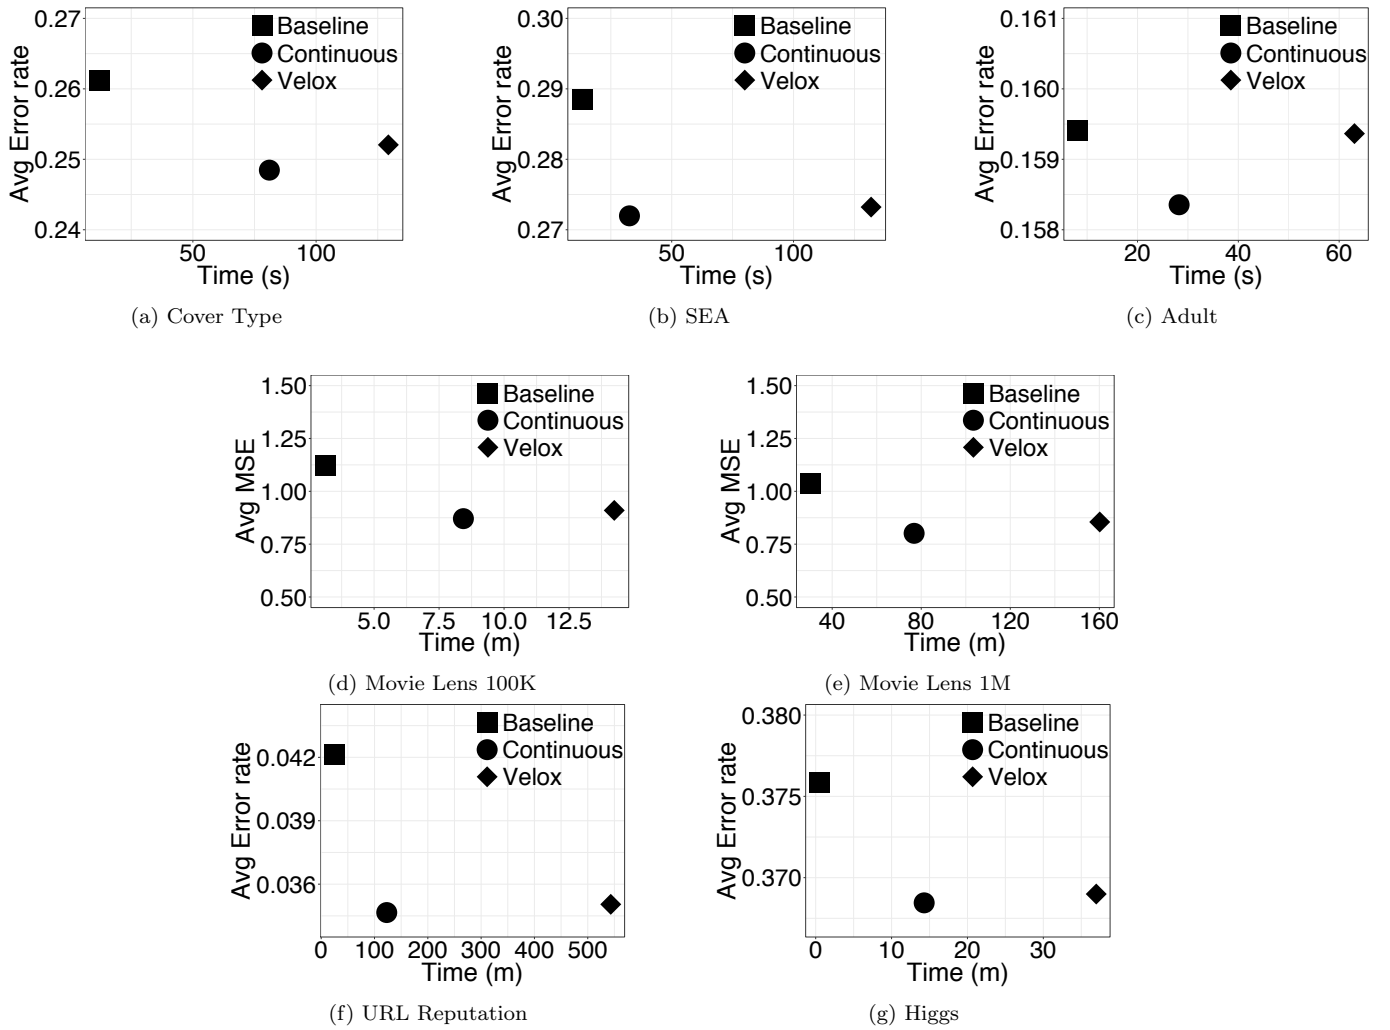 0.27
0.26
0.25
0.24
Avg Error rate
Baseline
Continuous
Velox
50 100
Time (s)
(a) Cover Type
0.30
0.29
0.28
0.27
Avg Error rate
Baseline
Continuous
Velox
50 100
Time (s)
(b) SEA
0.161
0.160
0.159
0.158
Avg Error rate
Baseline
Continuous
Velox
20 40 60
Time (s)
(c) Adult
1.50
1.25
1.00
0.75
0.50
Avg MSE
Baseline
Continuous
Velox
5.0 7.5 10.0 12.5
Time (m)
(d) Movie Lens 100K
1.50
1.25
1.00
0.75
0.50
Avg MSE
Baseline
Continuous
Velox
40 80 120 160
Time (m)
(e) Movie Lens 1M
0.042
0.039
0.036
Avg Error rate
Baseline
Continuous
Velox
0 100 200 300 400 500
Time (m)
(f) URL Reputation
0.380
0.375
0.370
Avg Error rate
Baseline
Continuous
Velox
0 10 20 30
Time (m)
(g) Higgs